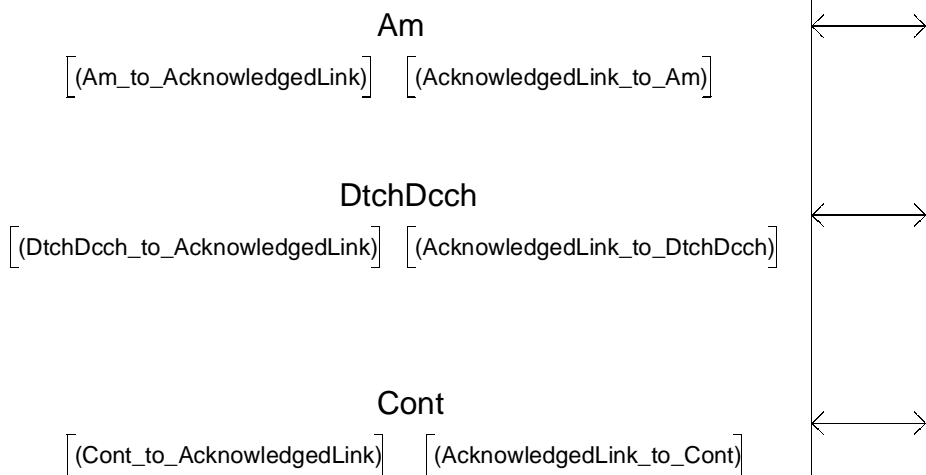 Am
(Am_to_AcknowledgedLink) (AcknowledgedLink_to_Am)
DtchDcch
(DtchDcch_to_AcknowledgedLink) (AcknowledgedLink_to_DtchDcch)
Cont
(Cont_to_AcknowledgedLink) (AcknowledgedLink_to_Cont)